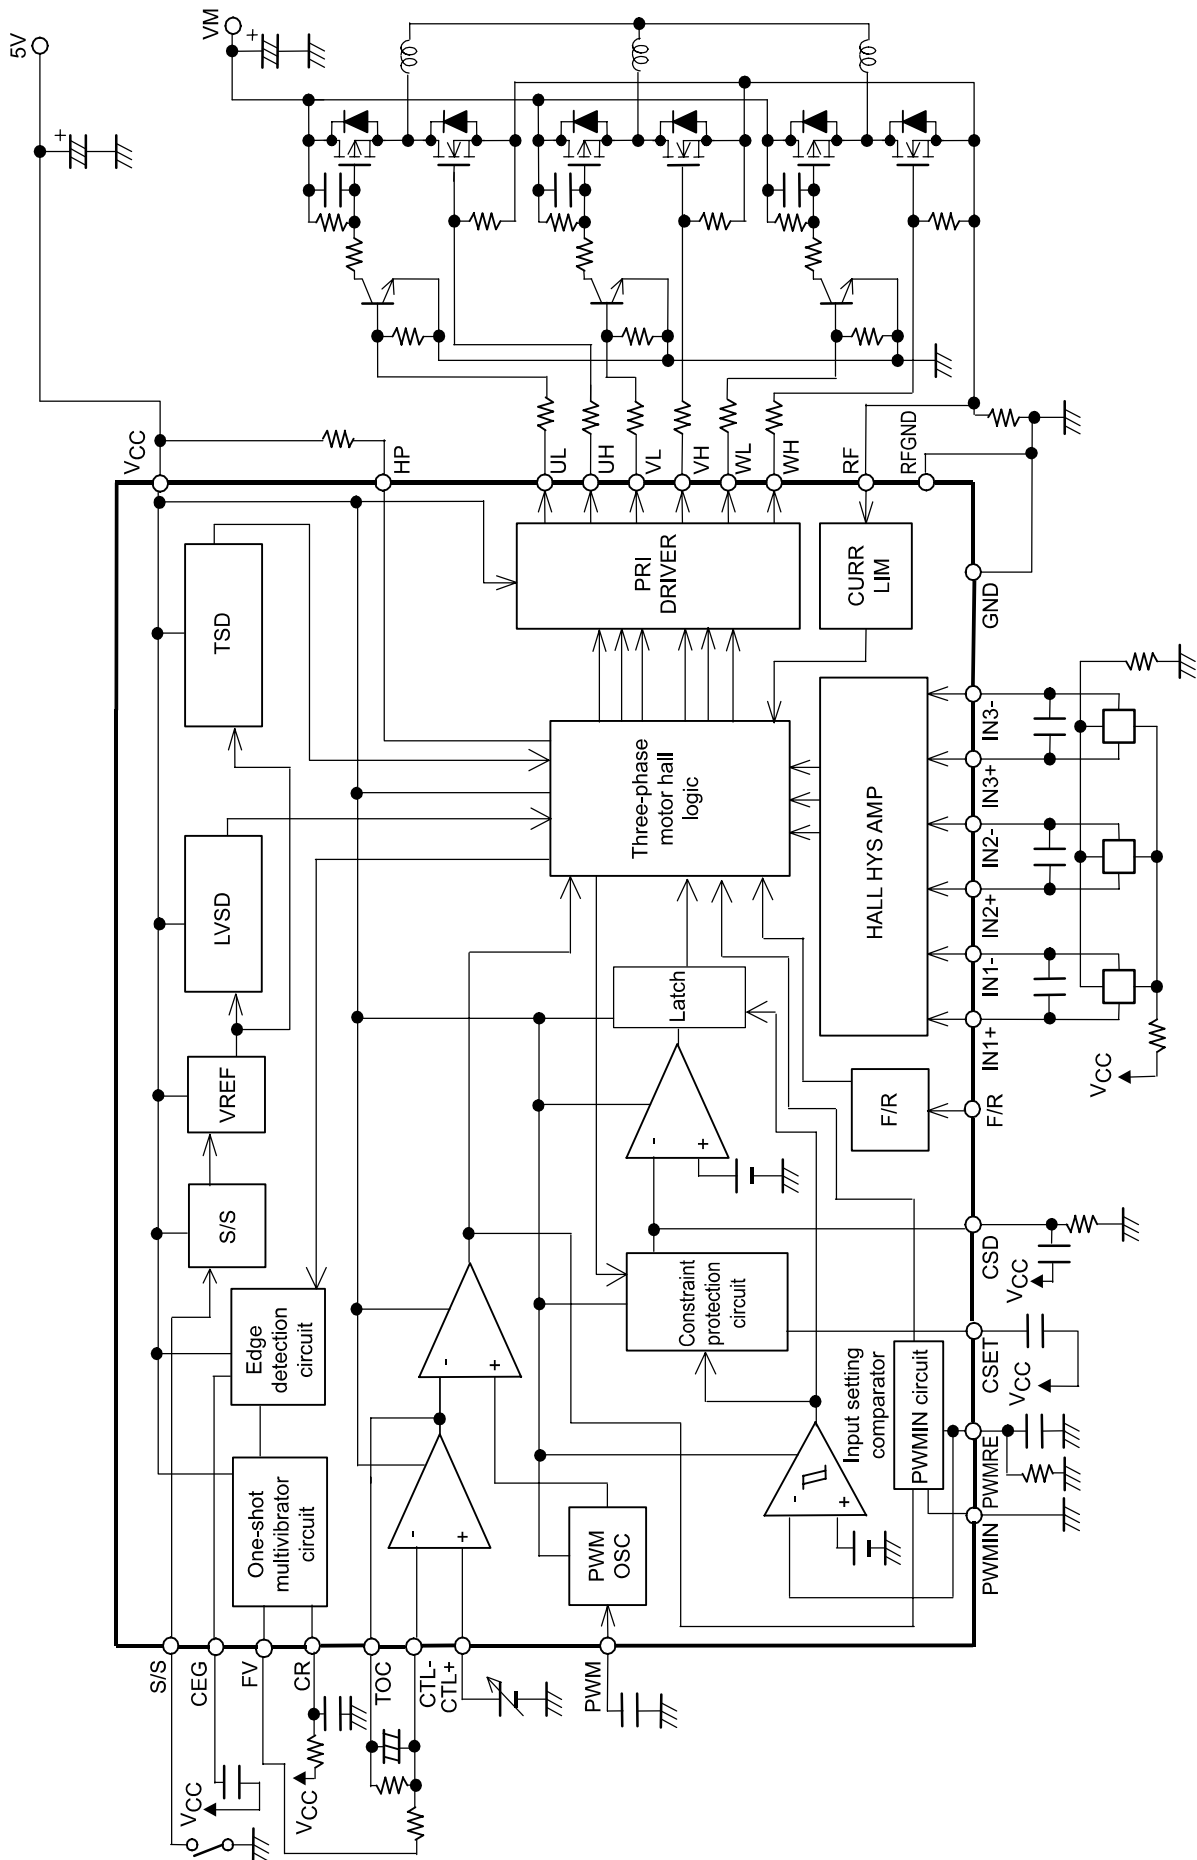 5V
+
VM
+
VCC
HP
UL
UH
VL
VH
WL
WH
RF
RFGND
TSD
PRI
DRIVER
CURR
LIM
GND
LVSD
Three-phase
motor hall
logic
HALL HYS AMP
IN3-
IN3+
IN2-
IN2+
IN1-
IN1+
VCC
VREF
Latch
-
+
F/R
F/R
S/S
Edge
detection
circuit
-
+
Constraint
protection
circuit
CSD
VCC
CSET
VCC
One-shot
multivibrator
circuit
-
+
PWM
OSC
Input setting
comparator
-
+
PWMIN circuit
PWMRE
PWMIN
S/S
CEG
FV
CR
TOC
CTL-
CTL+
PWM
VCC
VCC